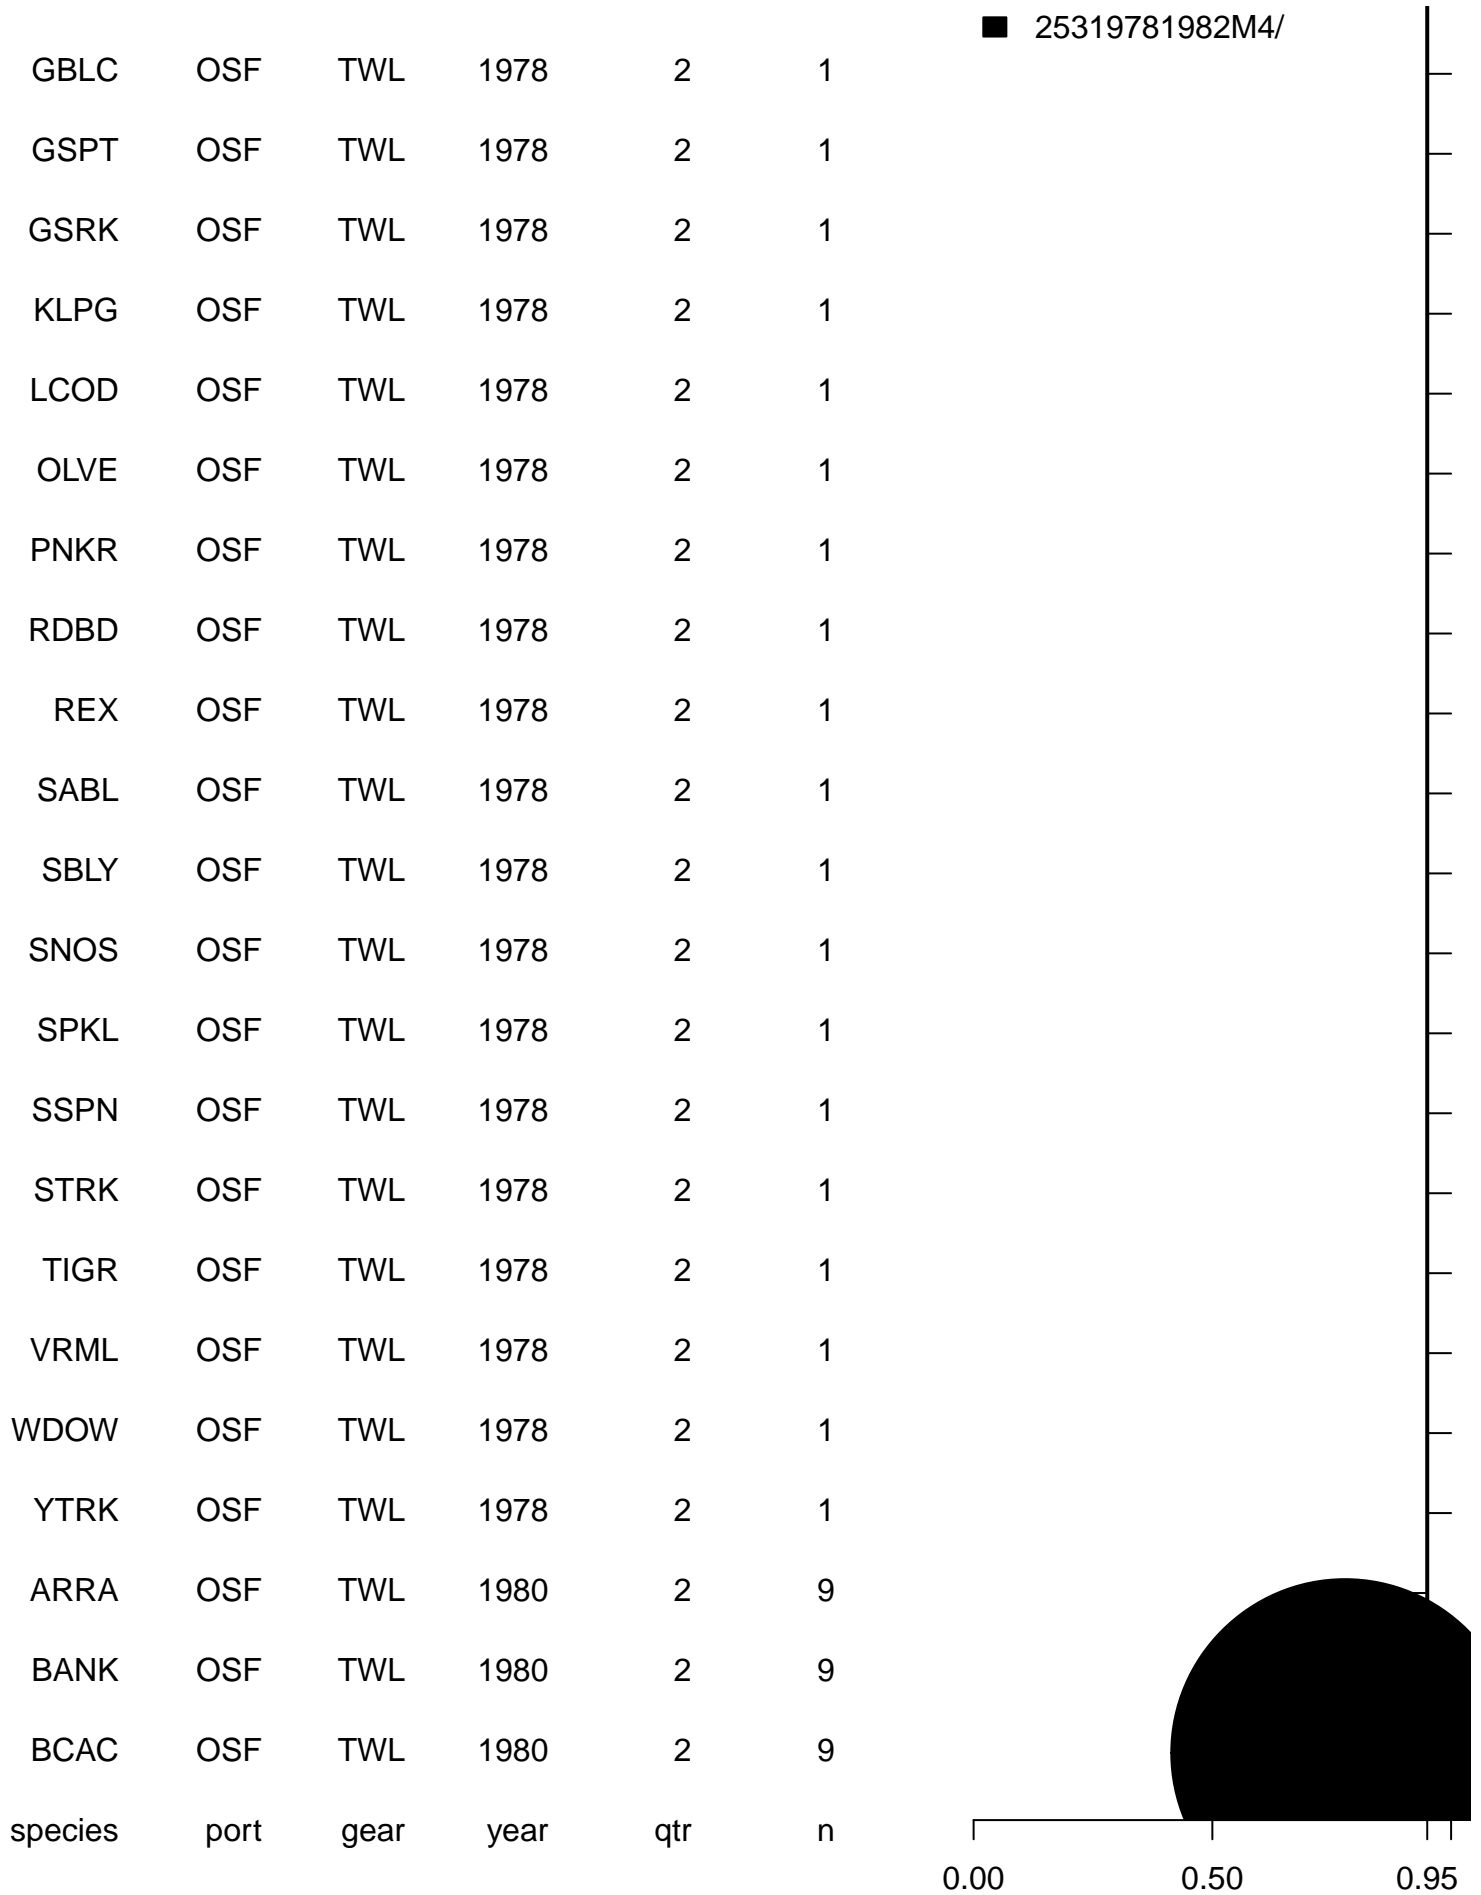 25319781982M4/
GBLC OSF TWL 1978 2 1
GSPT OSF TWL 1978 2 1
GSRK OSF TWL 1978 2 1
KLPG OSF TWL 1978 2 1
LCOD OSF TWL 1978 2 1
OLVE OSF TWL 1978 2 1
PNKR OSF TWL 1978 2 1
RDBD OSF TWL 1978 2 1
REX OSF TWL 1978 2 1
SABL OSF TWL 1978 2 1
SBLY OSF TWL 1978 2 1
SNOS OSF TWL 1978 2 1
SPKL OSF TWL 1978 2 1
SSPN OSF TWL 1978 2 1
STRK OSF TWL 1978 2 1
TIGR OSF TWL 1978 2 1
VRML OSF TWL 1978 2 1
WDOW OSF TWL 1978 2 1
YTRK OSF TWL 1978 2 1
ARRA OSF TWL 1980 2 9
BANK OSF TWL 1980 2 9
BCAC OSF TWL 1980 2 9
species port gear year qtr n
0.00 0.50 0.95